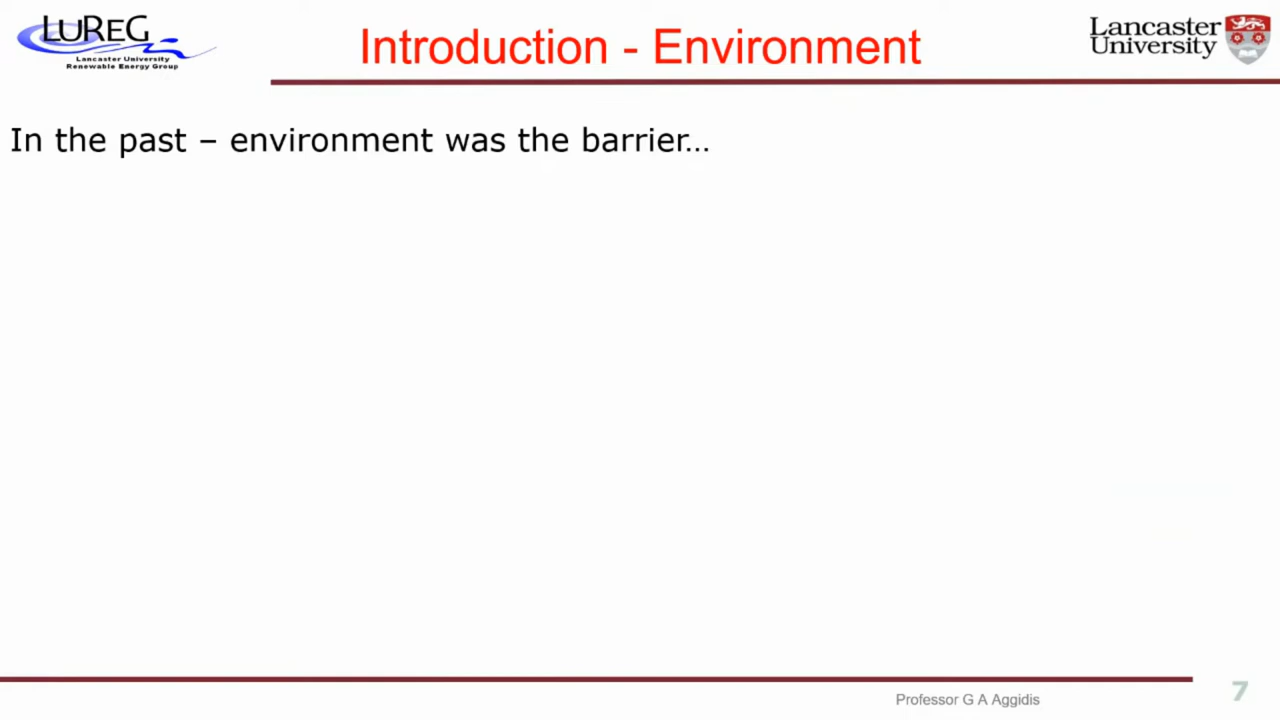 LUREG
Lancaster University
Renewable Energy Group
Introduction - Environment
Lancaster
University
In the past – environment was the barrier…
Professor G A Aggidis
7